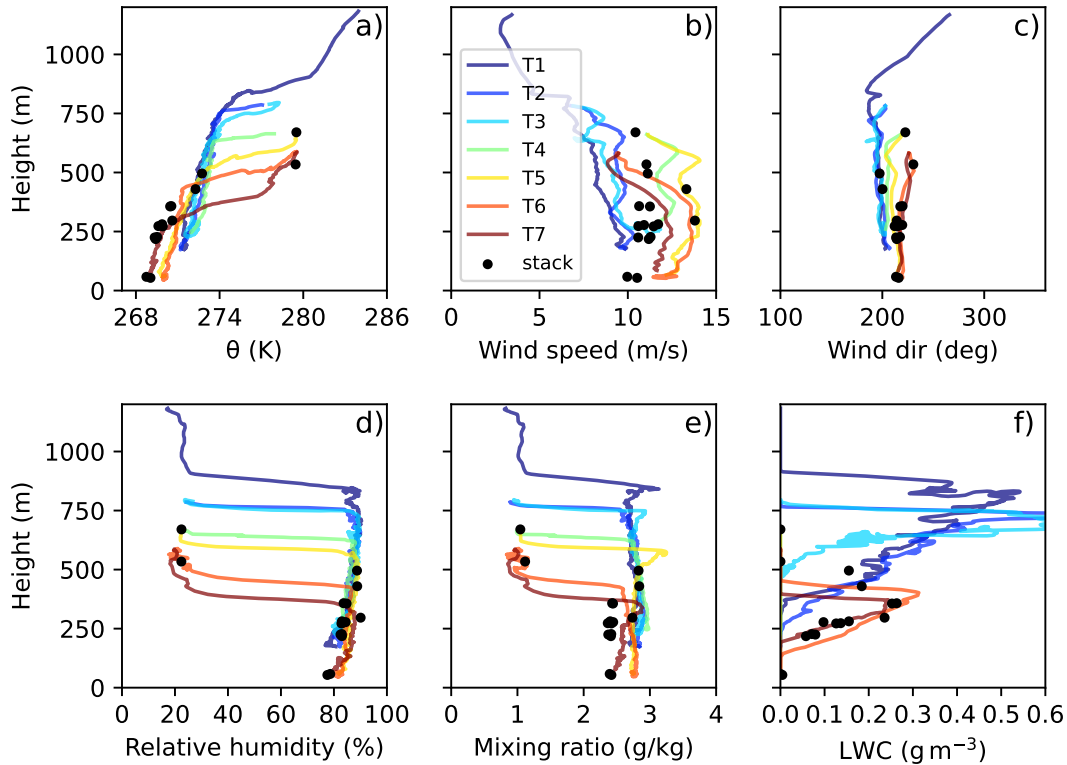 a)
b)
c)
1000
750
500
250
0
Height (m)
268
274
280
286
θ (K)
T1
T2
T3
T4
T5
T6
T7
stack
0
5
10
15
Wind speed (m/s)
100
200
300
Wind dir (deg)
d)
e)
f)
1000
750
500
250
0
Height (m)
0
20
40
60
80
100
Relative humidity (%)
0
1
2
3
4
Mixing ratio (g/kg)
0.0
0.1
0.2
0.3
0.4
0.5
0.6
LWC (g m⁻³)